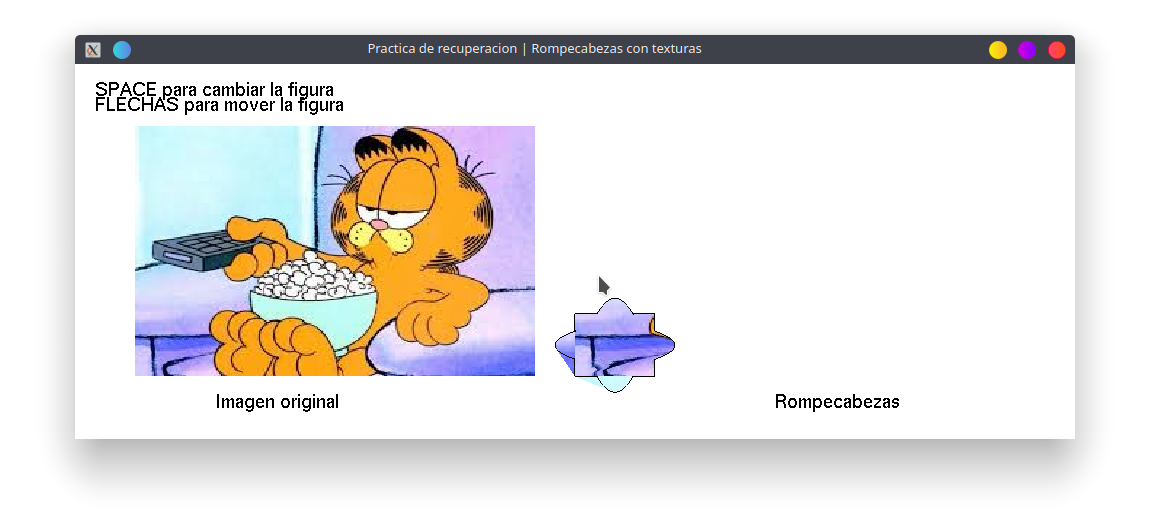 Practica de recuperacion | Rompecabezas con texturas
SPACE para cambiar la figura
FLECHAS para mover la figura
Imagen original
Rompecabezas